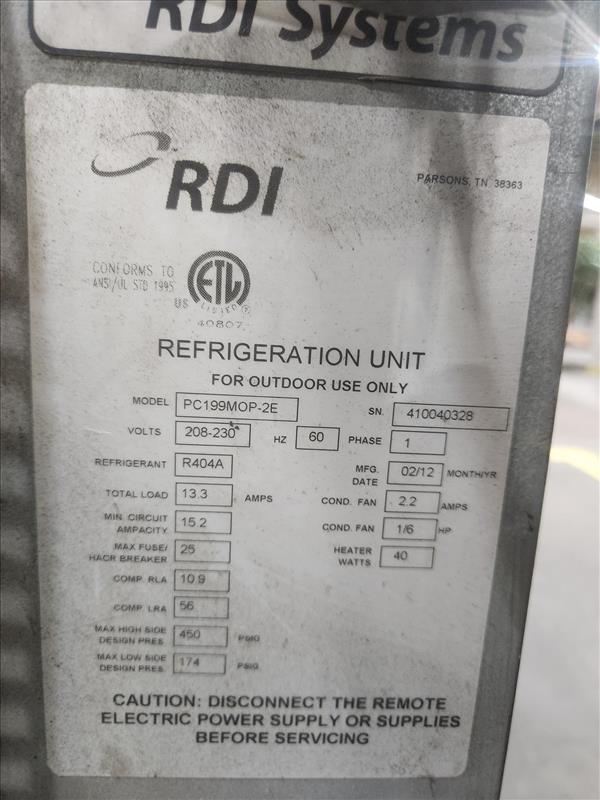 RDI Systems
RDI
PARSONS, TN 38363
CONFORMS TO
ANSI/UL STD 1995
ETL
US
LISTED
40807
REFRIGERATION UNIT
FOR OUTDOOR USE ONLY
MODEL PC199MOP-2E SN. 410040328
VOLTS 208-230 HZ 60 PHASE 1
REFRIGERANT R404A MFG. DATE 02/12 MONTH/YR
TOTAL LOAD 13.3 AMPS COND. FAN 2.2 AMPS
MIN. CIRCUIT AMPACITY 15.2 COND. FAN 1/6 HP
MAX FUSE/ HACR BREAKER 25 HEATER WATTS 40
COMP. RLA 10.9
COMP. LRA 56
MAX HIGH SIDE DESIGN PRES. 450 PSIG
MAX LOW SIDE DESIGN PRES. 174 PSIG
CAUTION: DISCONNECT THE REMOTE
ELECTRIC POWER SUPPLY OR SUPPLIES
BEFORE SERVICING